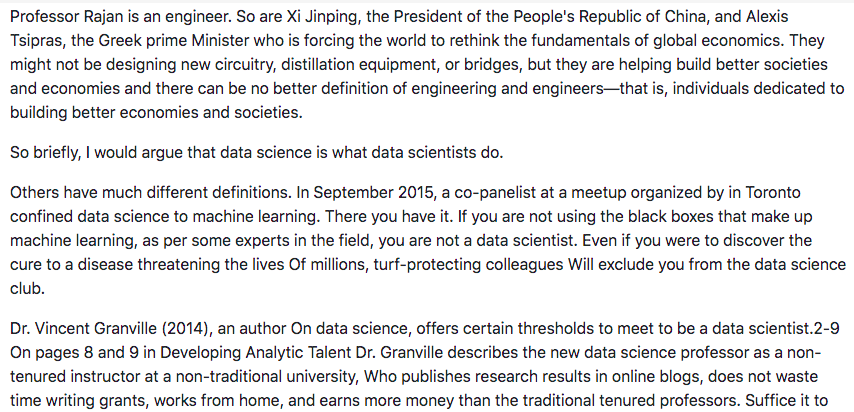 Professor Rajan is an engineer. So are Xi Jinping, the President of the People's Republic of China, and Alexis
Tsipras, the Greek prime Minister who is forcing the world to rethink the fundamentals of global economics. They
might not be designing new circuitry, distillation equipment, or bridges, but they are helping build better societies
and economies and there can be no better definition of engineering and engineers—that is, individuals dedicated to
building better economies and societies.
So briefly, I would argue that data science is what data scientists do.
Others have much different definitions. In September 2015, a co-panelist at a meetup organized by in Toronto
confined data science to machine learning. There you have it. If you are not using the black boxes that make up
machine learning, as per some experts in the field, you are not a data scientist. Even if you were to discover the
cure to a disease threatening the lives Of millions, turf-protecting colleagues Will exclude you from the data science
club.
Dr. Vincent Granville (2014), an author On data science, offers certain thresholds to meet to be a data scientist.2-9
On pages 8 and 9 in Developing Analytic Talent Dr. Granville describes the new data science professor as a non-
tenured instructor at a non-traditional university, Who publishes research results in online blogs, does not waste
time writing grants, works from home, and earns more money than the traditional tenured professors. Suffice it to